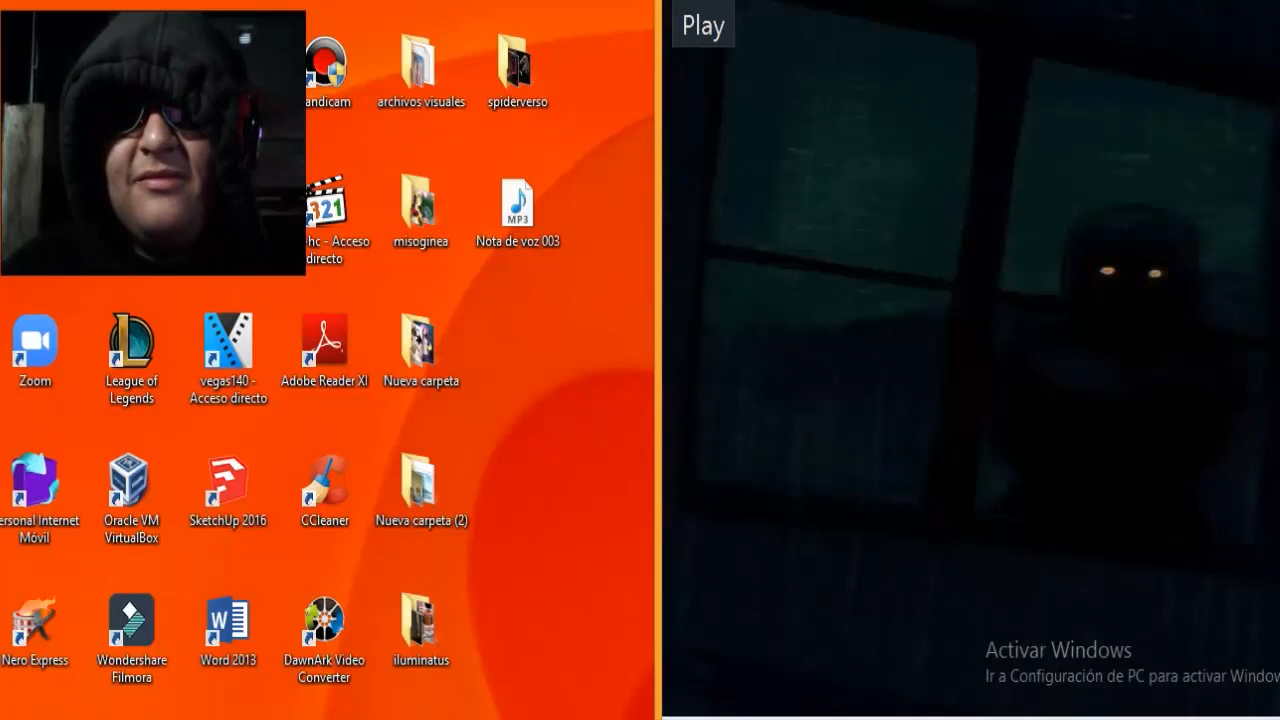 Play
andicam
archivos visuales
spiderverso
321
-hc - Acceso
directo
misoginea
MP3
Nota de voz 003
Zoom
League of
Legends
vegas140 -
Acceso directo
Adobe Reader XI
Nueva carpeta
ersonal Internet
Móvil
Oracle VM
VirtualBox
SketchUp 2016
CCleaner
Nueva carpeta (2)
Nero Express
Wondershare
Filmora
W
Word 2013
DawnArk Video
Converter
iluminatus
Activar Windows
Ir a Configuración de PC para activar Window